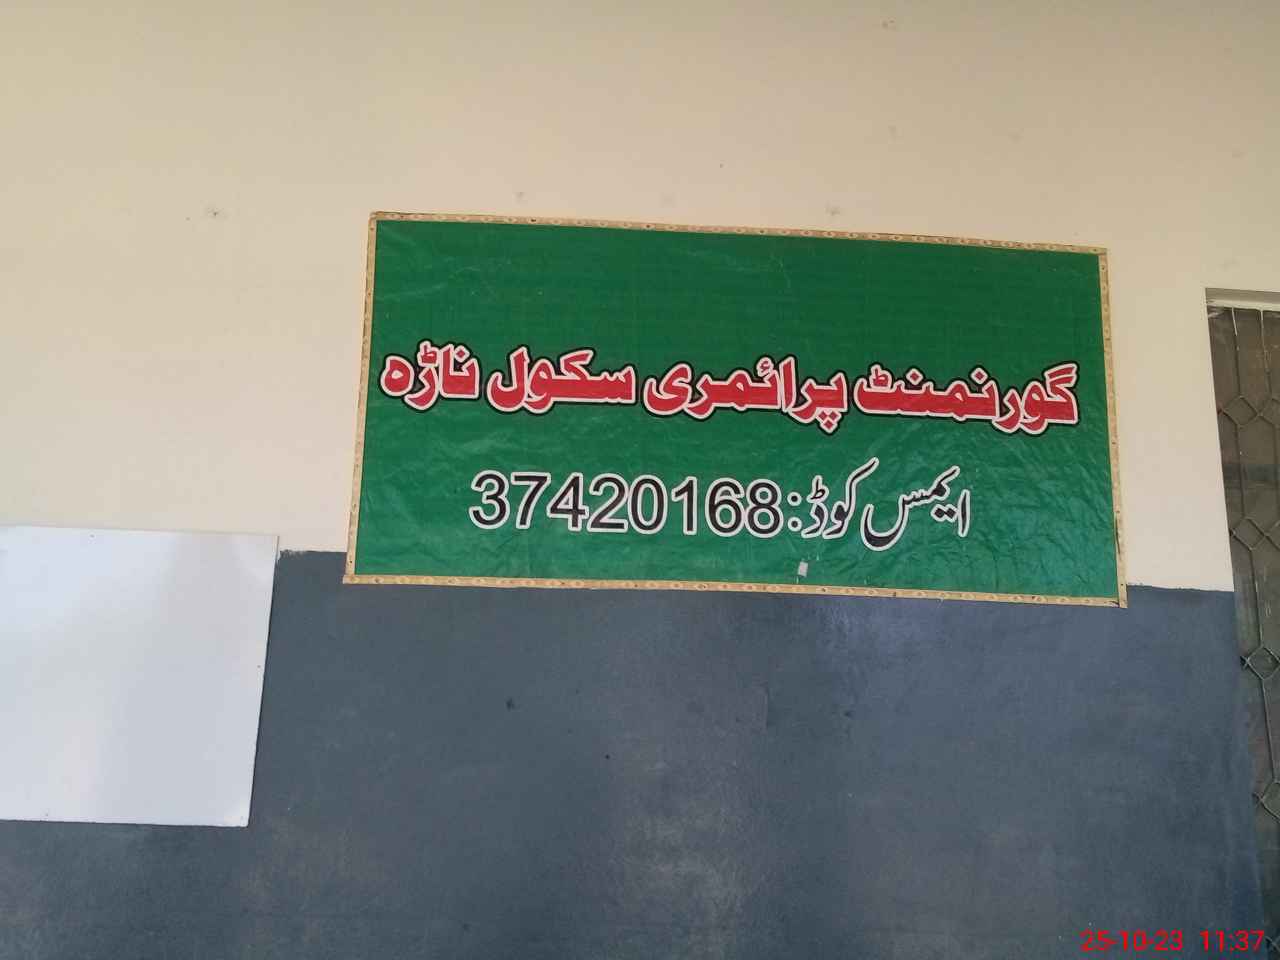 گورنمنٹ پرائمری سکول ناڑہ
ایمس کوڈ: 37420168
25-10-23 11:37